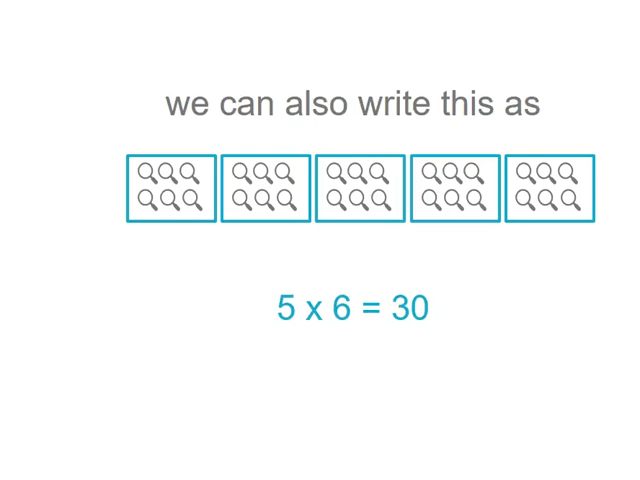 we can also write this as
5 x 6 = 30